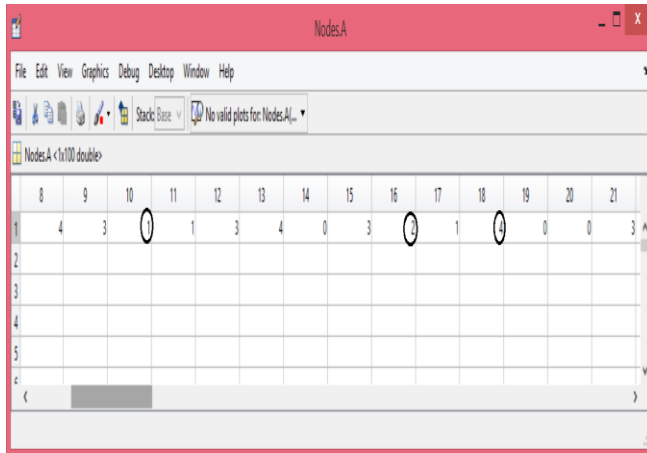 Nodes.A
File Edit View Graphics Debug Desktop Window Help
Stack: Base No valid plots for: Nodes.A(...
Nodes.A <1x100 double>
8 9 10 11 12 13 14 15 16 17 18 19 20 21
1 4 3 1 1 3 4 0 3 2 1 4 0 0 3
2
3
4
5